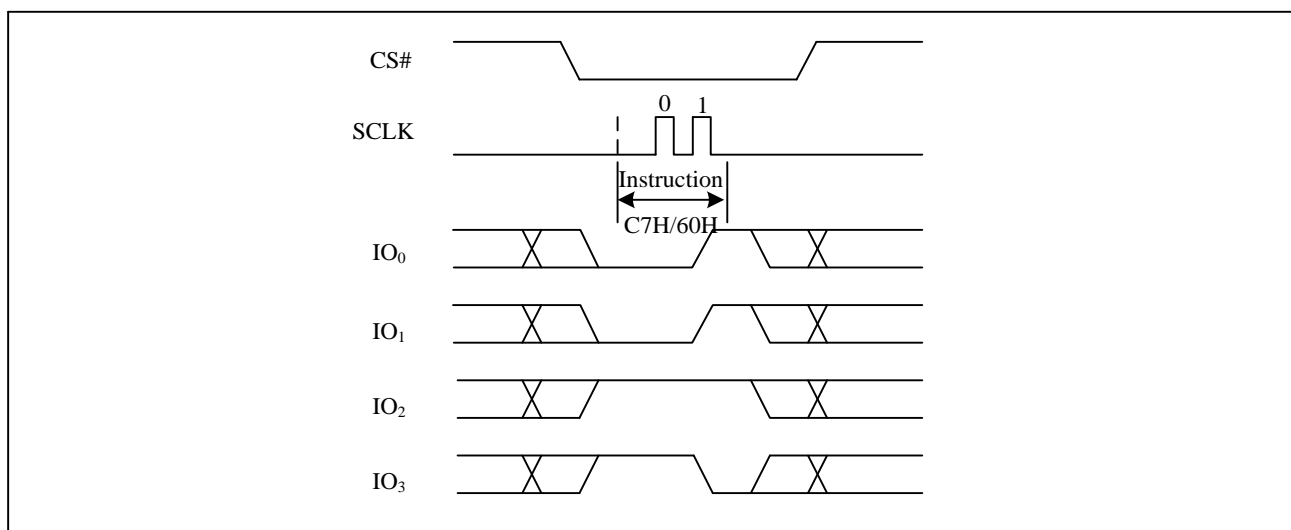 CS#
0 1
SCLK
Instruction
C7H/60H
IO₀
IO₁
IO₂
IO₃